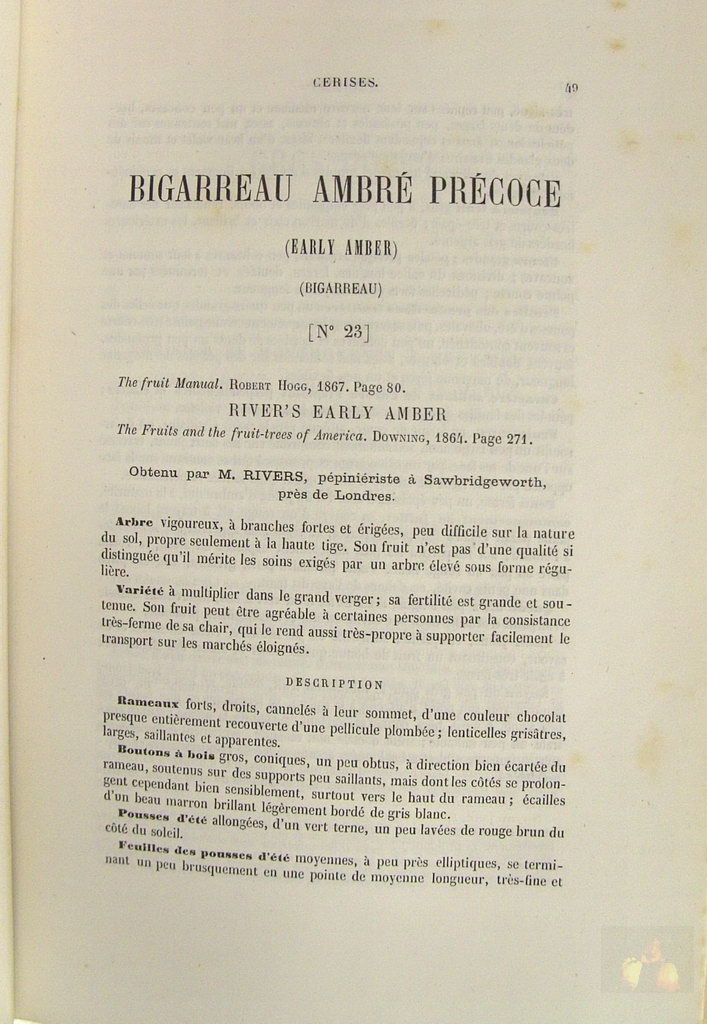 CERISES.
49
BIGARREAU AMBRÉ PRÉCOCE
(EARLY AMBER)
(BIGARREAU)
[N° 23]
The fruit Manual. ROBERT HOGG, 1867. Page 80.
RIVER'S EARLY AMBER
The Fruits and the fruit-trees of America. DOWNING, 1864. Page 271.
Obtenu par M. RIVERS, pépiniériste à Sawbridgeworth,
près de Londres.
Arbre vigoureux, à branches fortes et érigées, peu difficile sur la nature
du sol, propre seulement à la haute tige. Son fruit n'est pas d'une qualité si
distinguée qu'il mérite les soins exigés par un arbre élevé sous forme régu-
lière.
Variété à multiplier dans le grand verger; sa fertilité est grande et sou-
tenue. Son fruit peut être agréable à certaines personnes par la consistance
très-ferme de sa chair, qui le rend aussi très-propre à supporter facilement le
transport sur les marchés éloignés.
DESCRIPTION
Rameaux forts, droits, cannelés à leur sommet, d'une couleur chocolat
presque entièrement recouverte d'une pellicule plombée; lenticelles grisâtres,
larges, saillantes et apparentes.
Boutons à bois gros, coniques, un peu obtus, à direction bien écartée du
rameau, soutenus sur des supports peu saillants, mais dont les côtés se prolon-
gent cependant bien sensiblement, surtout vers le haut du rameau; écailles
d'un beau marron brillant légèrement bordé de gris blanc.
Pousses d'été allongées, d'un vert terne, un peu lavées de rouge brun du
côté du soleil.
Feuilles des pousses d'été moyennes, à peu près elliptiques, se termi-
nant un peu brusquement en une pointe de moyenne longueur, très-fine et